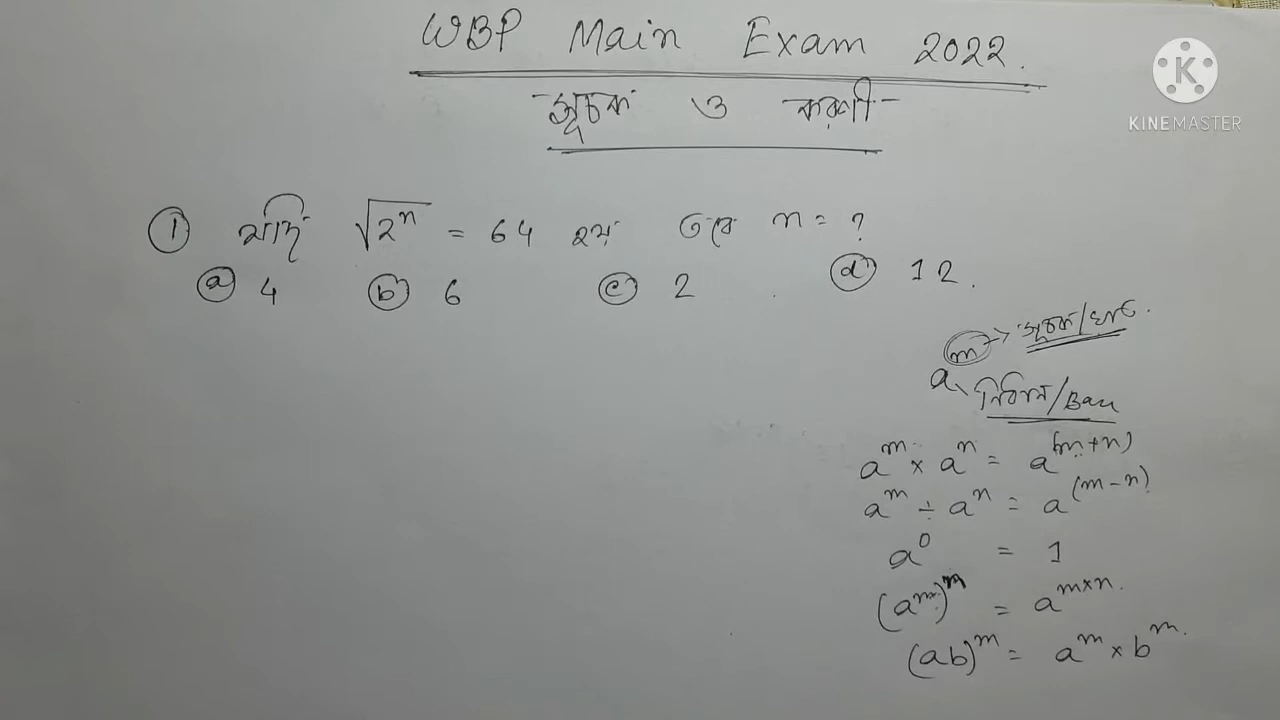 WBP Main Exam 2022.
সূচক ও করণী
KINEMASTER
① যদি √2ⁿ = 64 হয় তবে n = ?
ⓐ 4 ⓑ 6 ⓒ 2 ⓓ 12.
m → সূচক/ঘাত.
a নিধান/Base
aᵐ × aⁿ = a⁽ᵐ⁺ⁿ⁾
aᵐ ÷ aⁿ = a⁽ᵐ⁻ⁿ⁾
a⁰ = 1
(aᵐ)ᵐ = aᵐˣⁿ.
(ab)ᵐ = aᵐ × bᵐ.